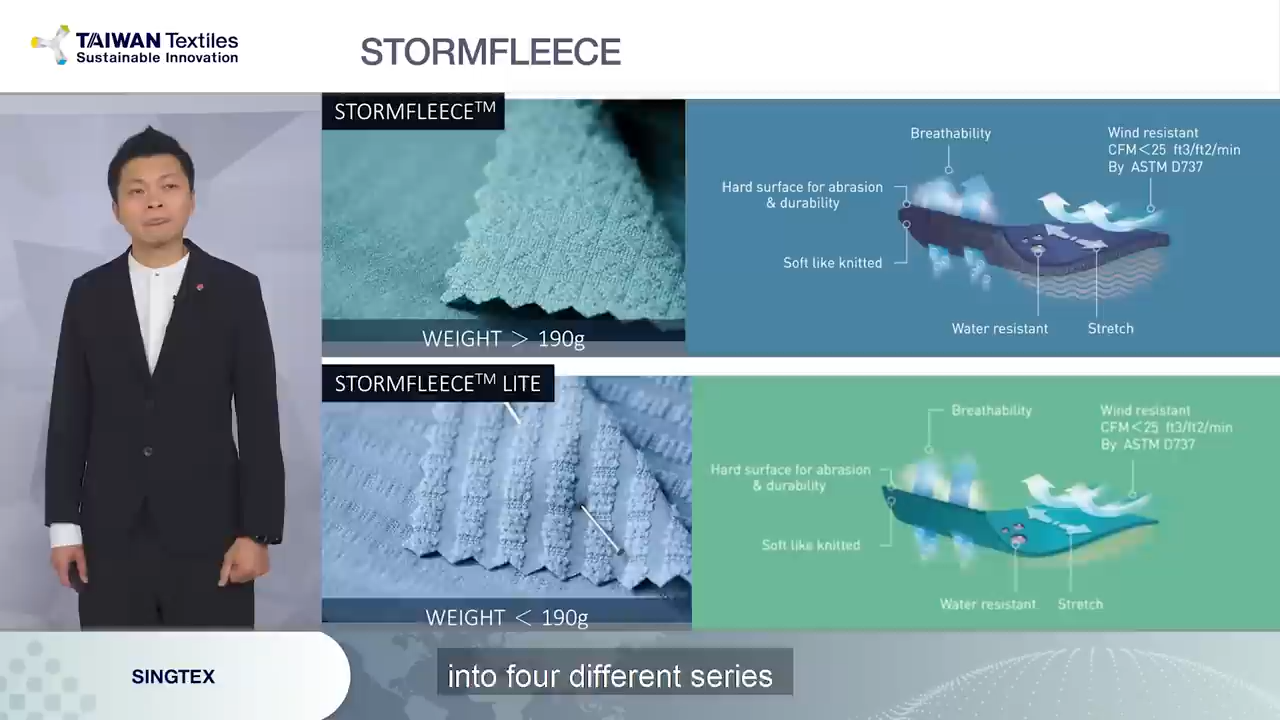 TAIWAN Textiles
Sustainable Innovation
STORMFLEECE
STORMFLEECE™
WEIGHT ＞ 190g
Breathability
Wind resistant
CFM＜25 ft3/ft2/min
By ASTM D737
Hard surface for abrasion
& durability
Soft like knitted
Water resistant
Stretch
STORMFLEECE™ LITE
WEIGHT ＜ 190g
Breathability
Wind resistant
CFM＜25 ft3/ft2/min
By ASTM D737
Hard surface for abrasion
& durability
Soft like knitted
Water resistant
Stretch
SINGTEX
into four different series